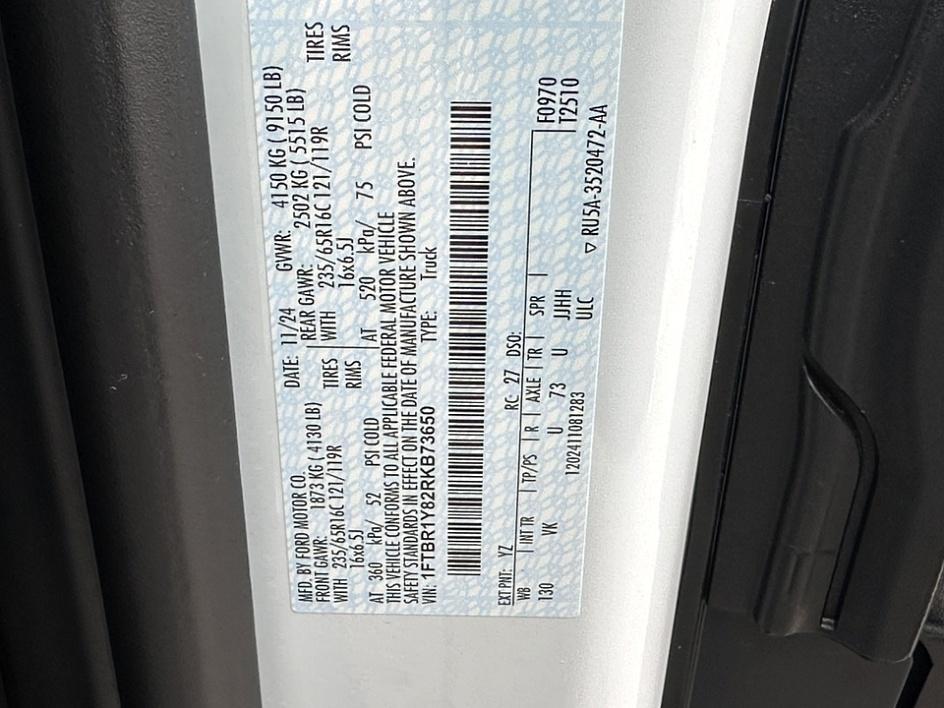 MFD. BY FORD MOTOR CO.
DATE: 11/24 GVWR: 4150 KG ( 9150 LB)
FRONT GAWR: 1873 KG ( 4130 LB)
REAR GAWR: 2502 KG ( 5515 LB)
WITH 235/65R16C 121/119R TIRES
WITH 235/65R16C 121/119R TIRES
16x6.5J RIMS
16x6.5J RIMS
AT 360 kPa/ 52 PSI COLD
AT 520 kPa/ 75 PSI COLD
THIS VEHICLE CONFORMS TO ALL APPLICABLE FEDERAL MOTOR VEHICLE
SAFETY STANDARDS IN EFFECT ON THE DATE OF MANUFACTURE SHOWN ABOVE.
VIN: 1FTBR1Y82RKB73650 TYPE: Truck
EXT PNT: YZ RC: 27 DSO: F0970
WB INT TR TP/PS R AXLE TR SPR T2510
130 VK U 73 U JJHH
1202411081283 ULC
▽ RU5A-3520472-AA